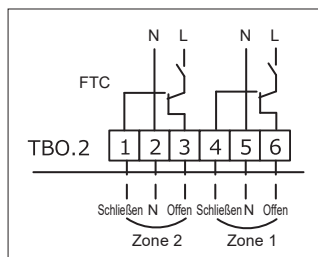 N L N L
FTC
TBO.2 1 2 3 4 5 6
Schließen N Offen Schließen N Offen
Zone 2 Zone 1